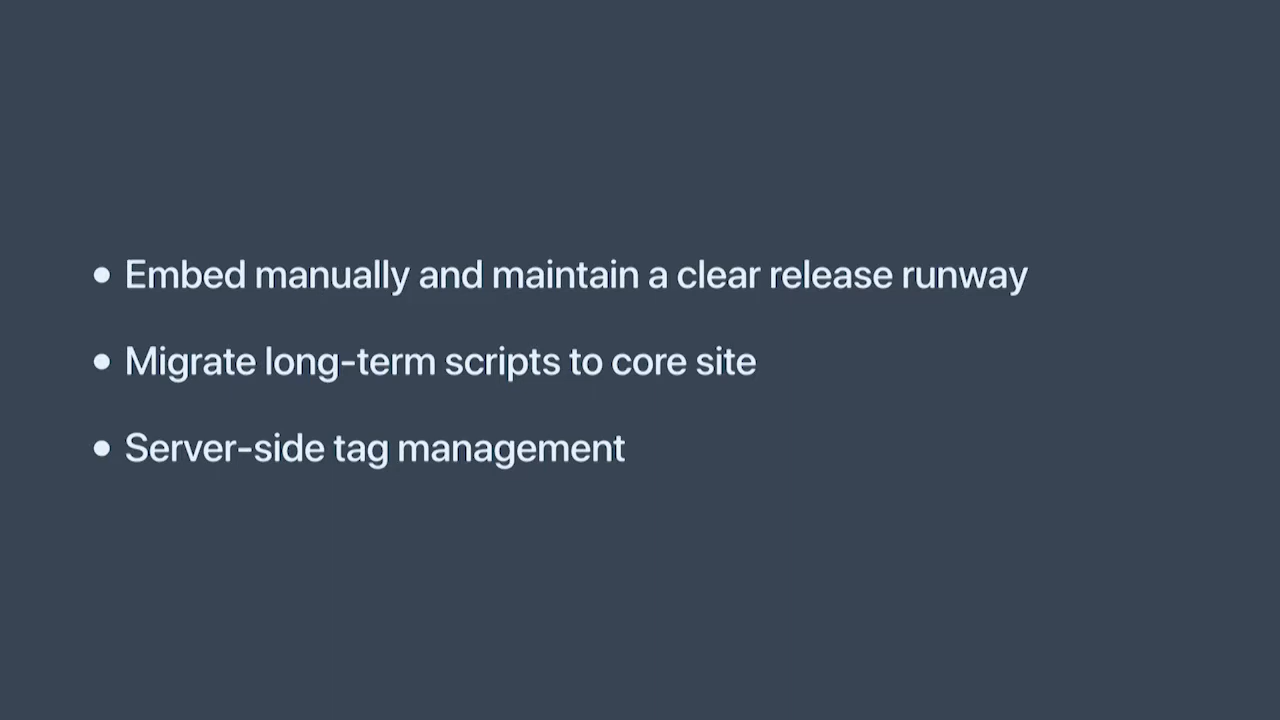 • Embed manually and maintain a clear release runway
• Migrate long-term scripts to core site
• Server-side tag management